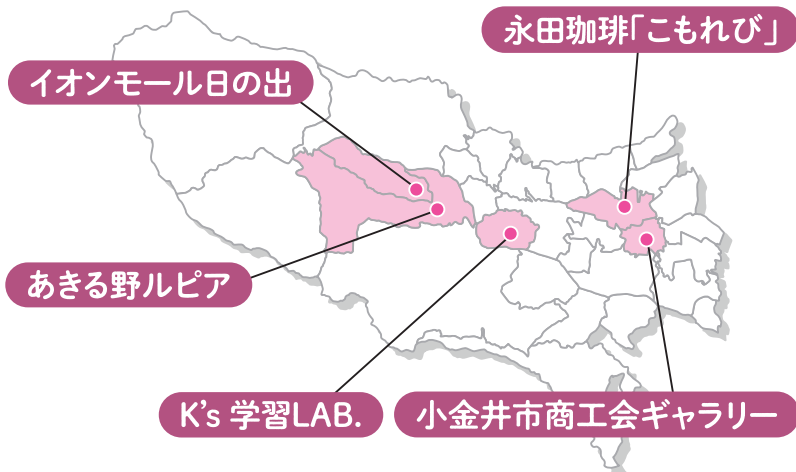 永田珈琲「こもれび」
イオンモール日の出
あきる野ルピア
K's 学習LAB.
小金井市商工会ギャラリー